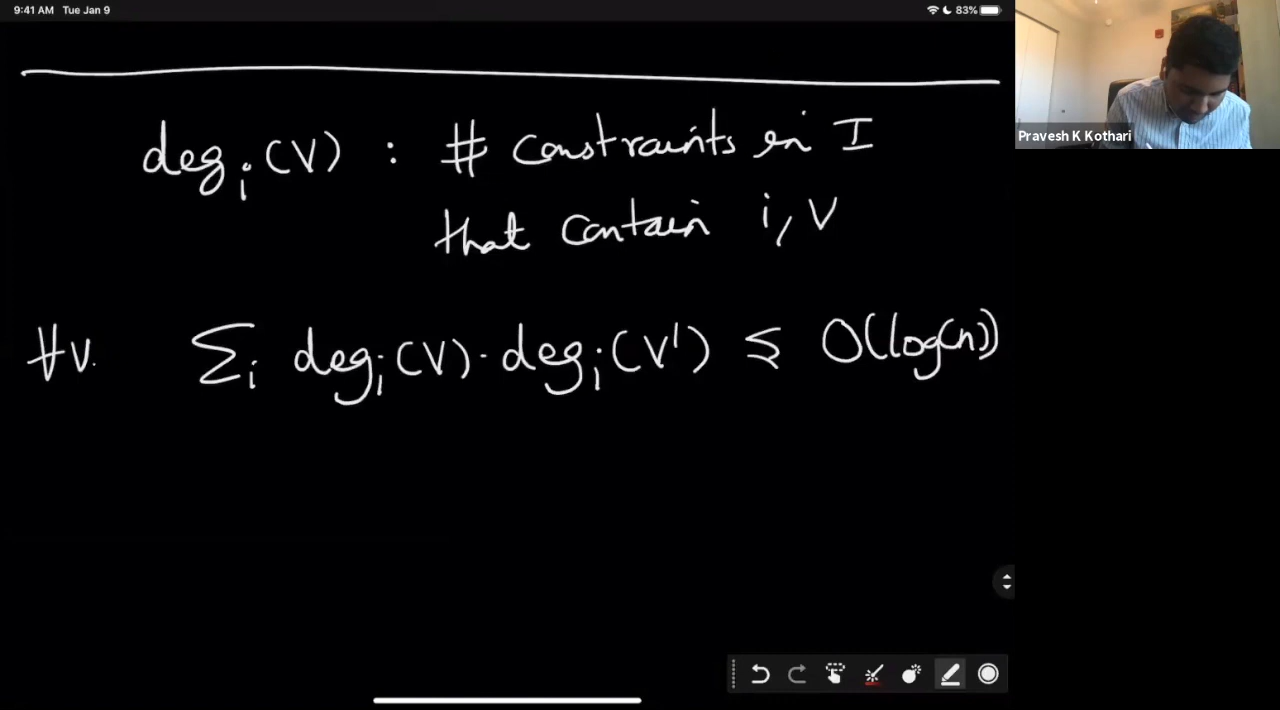 9:41 AM Tue Jan 9
83%
Pravesh K Kothari
deg_i(V) : # constraints in I
that contain i, V
∀V. Σ_i deg_i(V)·deg_i(V') ≤ O(log(n))